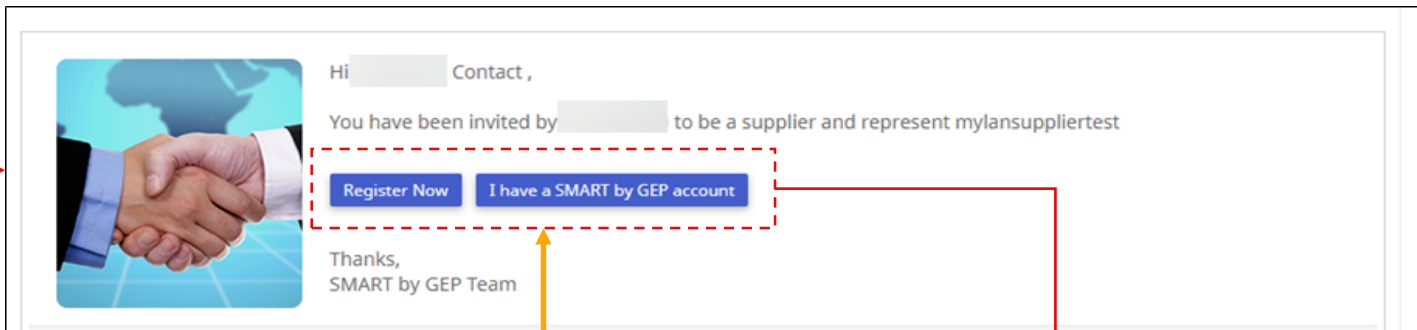 Hi Contact ,
You have been invited by to be a supplier and represent mylansuppliertest
Register Now I have a SMART by GEP account
Thanks,
SMART by GEP Team